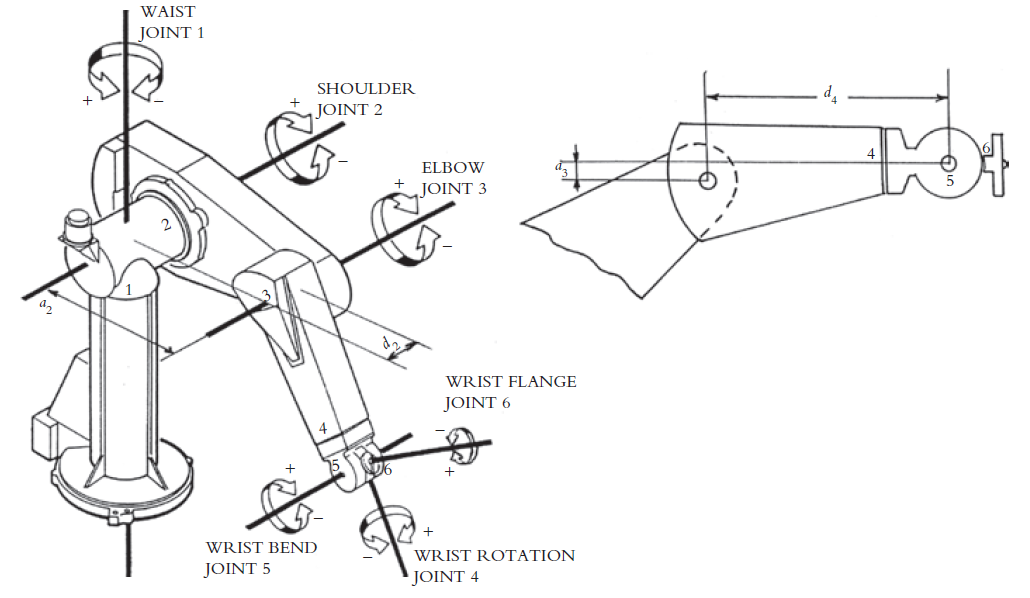 WAIST
JOINT 1
+
−
SHOULDER
JOINT 2
+
−
ELBOW
JOINT 3
+
−
2
1
3
a2
d2
4
5
6
WRIST FLANGE
JOINT 6
−
+
+
−
WRIST BEND
JOINT 5
+
−
WRIST ROTATION
JOINT 4
d4
d3
4
5
6